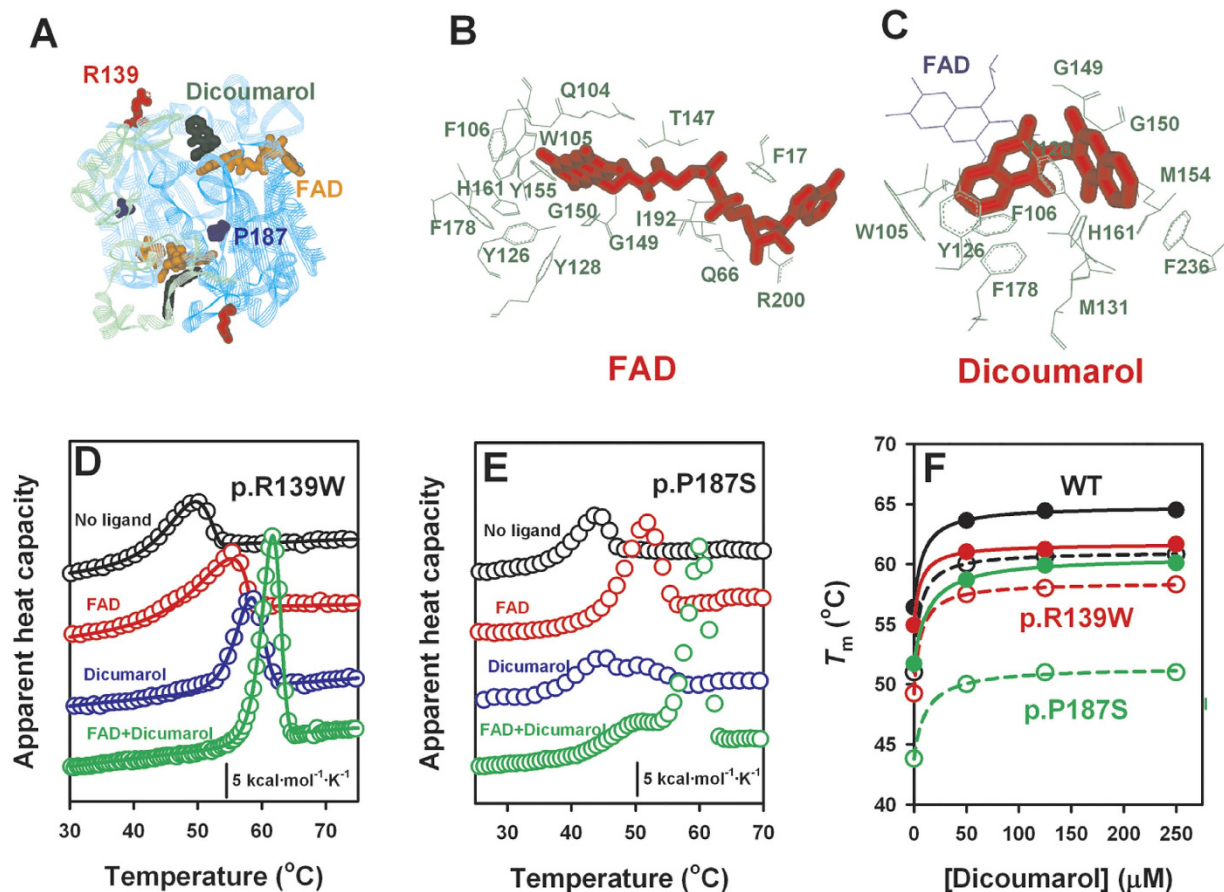 A
R139
Dicoumarol
FAD
P187
B
Q104
F106
W105
T147
F17
H161
Y155
F178
G150
I192
G149
Y126
Y128
Q66
R200
FAD
C
FAD
G149
G150
Y128
M154
W105
F106
H161
Y126
F236
F178
M131
Dicoumarol
D
p.R139W
No ligand
FAD
Dicumarol
FAD+Dicumarol
5 kcal·mol⁻¹·K⁻¹
Apparent heat capacity
30 40 50 60 70
Temperature (°C)
E
p.P187S
No ligand
FAD
Dicumarol
FAD+Dicumarol
5 kcal·mol⁻¹·K⁻¹
Apparent heat capacity
30 40 50 60 70
Temperature (°C)
F
WT
p.R139W
p.P187S
Tm (°C)
70
65
60
55
50
45
40
0 50 100 150 200 250
[Dicoumarol] (μM)